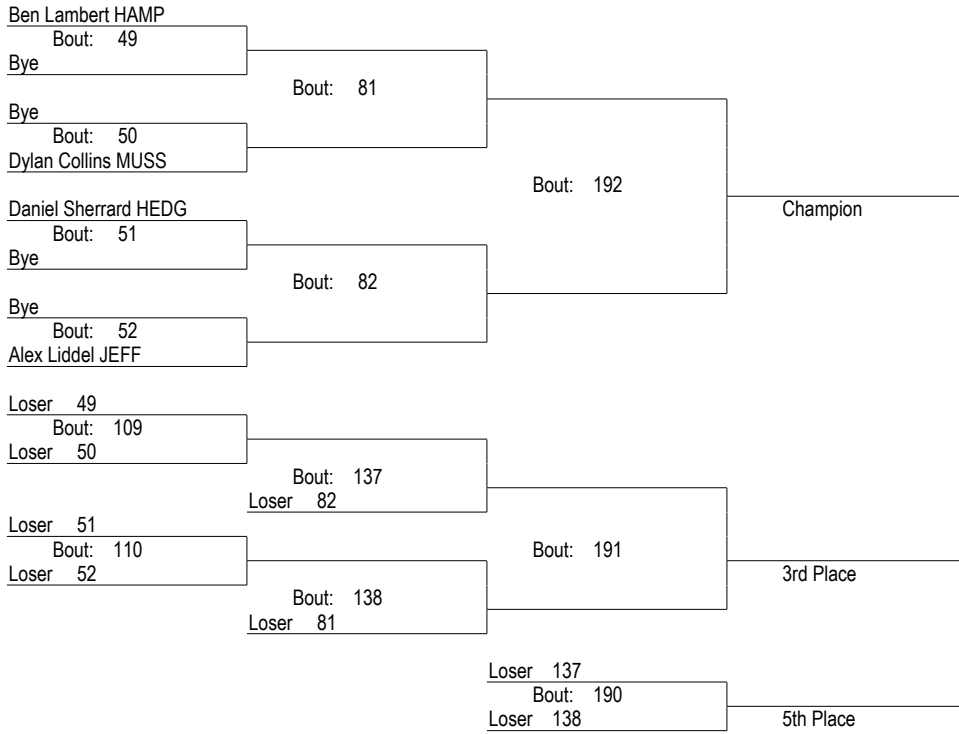 Ben Lambert HAMP
Bout: 49
Bye
Bout: 81
Bye
Bout: 50
Dylan Collins MUSS
Bout: 192
Daniel Sherrard HEDG
Champion
Bout: 51
Bye
Bout: 82
Bye
Bout: 52
Alex Liddel JEFF
Loser 49
Bout: 109
Loser 50
Bout: 137
Loser 82
Loser 51
Bout: 110
Bout: 191
Loser 52
3rd Place
Bout: 138
Loser 81
Loser 137
Bout: 190
Loser 138
5th Place